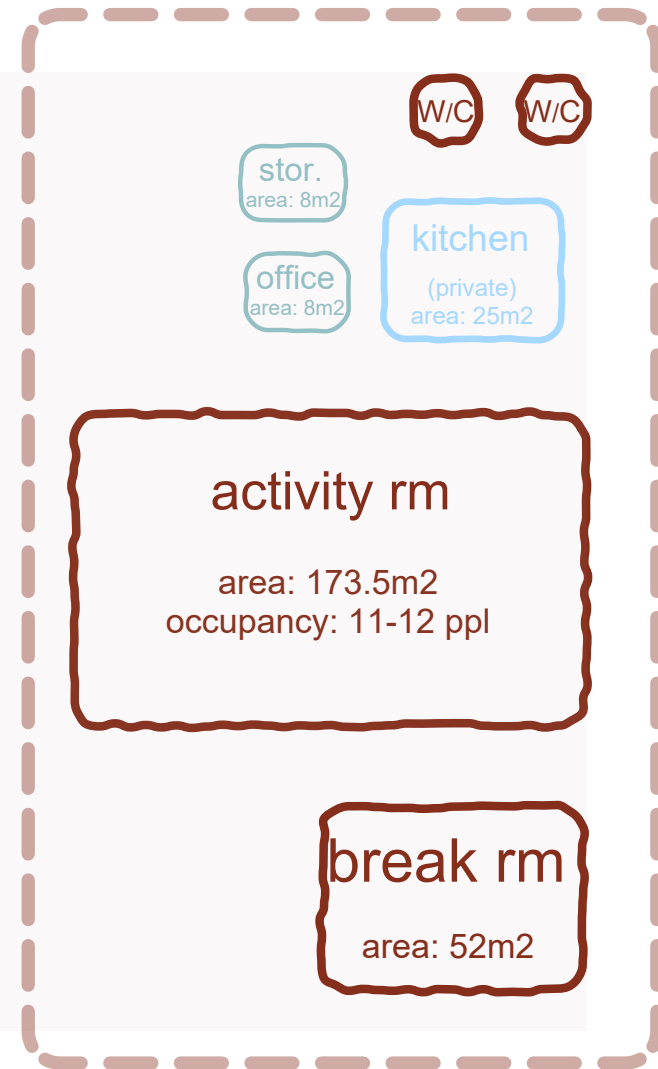 W/C
W/C
stor.
area: 8m2
kitchen
(private)
area: 25m2
office
area: 8m2
activity rm
area: 173.5m2
occupancy: 11-12 ppl
break rm
area: 52m2